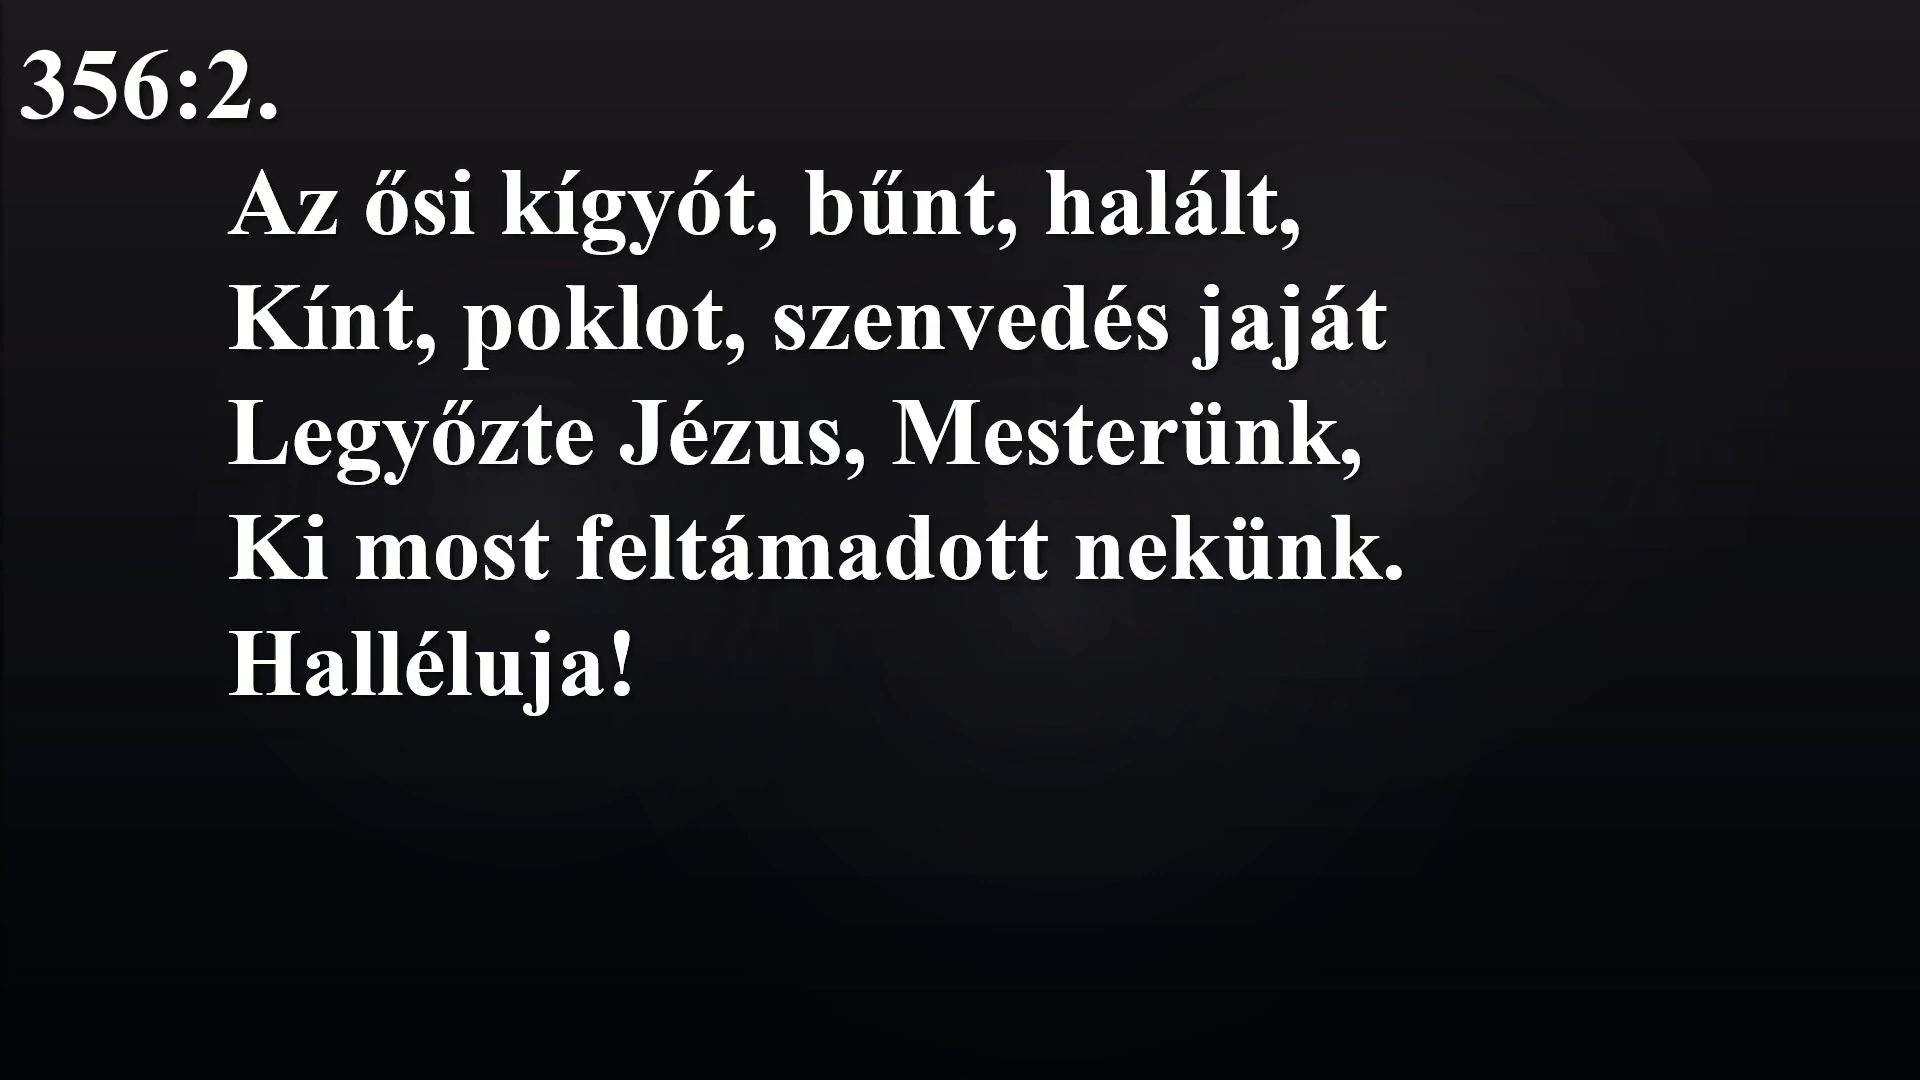 356:2.
Az ősi kígyót, bűnt, halált,
Kínt, poklot, szenvedés jaját
Legyőzte Jézus, Mesterünk,
Ki most feltámadott nekünk.
Halléluja!